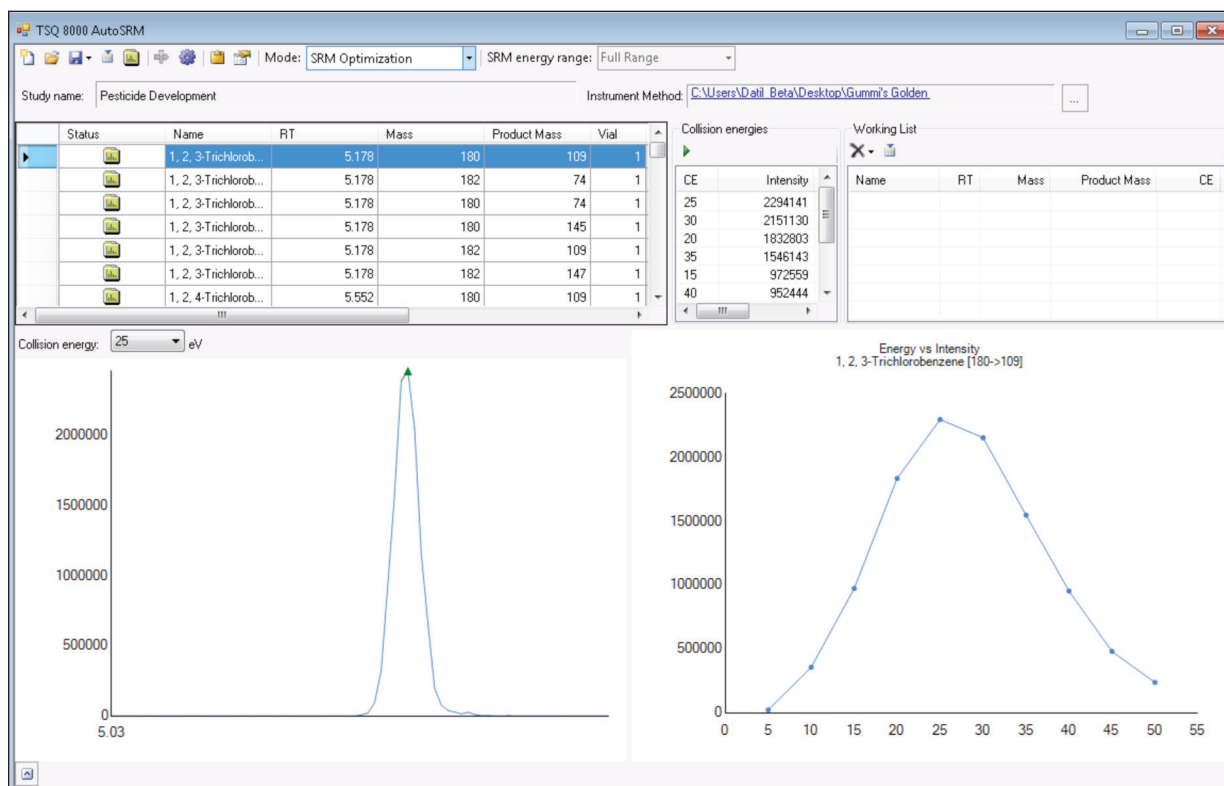 TSQ 8000 AutoSRM
Mode: SRM Optimization SRM energy range: Full Range
Study name: Pesticide Development Instrument Method: C:\Users\Datil_Beta\Desktop\Gummi's Golden ...
Status Name RT Mass Product Mass Vial
1, 2, 3-Trichlorob... 5.178 180 109 1
1, 2, 3-Trichlorob... 5.178 182 74 1
1, 2, 3-Trichlorob... 5.178 180 74 1
1, 2, 3-Trichlorob... 5.178 180 145 1
1, 2, 3-Trichlorob... 5.178 182 109 1
1, 2, 3-Trichlorob... 5.178 182 147 1
1, 2, 4-Trichlorob... 5.552 180 109 1
Collision energies
CE Intensity
25 2294141
30 2151130
20 1832803
35 1546143
15 972559
40 952444
Working List
Name RT Mass Product Mass CE
Collision energy: 25 eV
2000000
1500000
1000000
500000
0
5.03
Energy vs Intensity
1, 2, 3-Trichlorobenzene [180->109]
2500000
2000000
1500000
1000000
500000
0
0 5 10 15 20 25 30 35 40 45 50 55